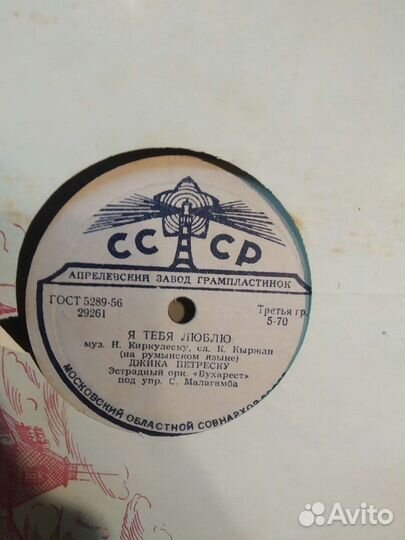 СССР
АПРЕЛЕВСКИЙ ЗАВОД ГРАМПЛАСТИНОК
ГОСТ 5289-56
29261
Третья гр.
5-70
Я ТЕБЯ ЛЮБЛЮ
муз. И. Киркулеску, сл. К. Кыржан
(на румынском языке)
ДЖИКА ПЕТРЕСКУ
Эстрадный орк. «Бухарест»
под упр. С. Малагамба
МОСКОВСКИЙ ОБЛАСТНОЙ СОВНАРХОЗ
Avito